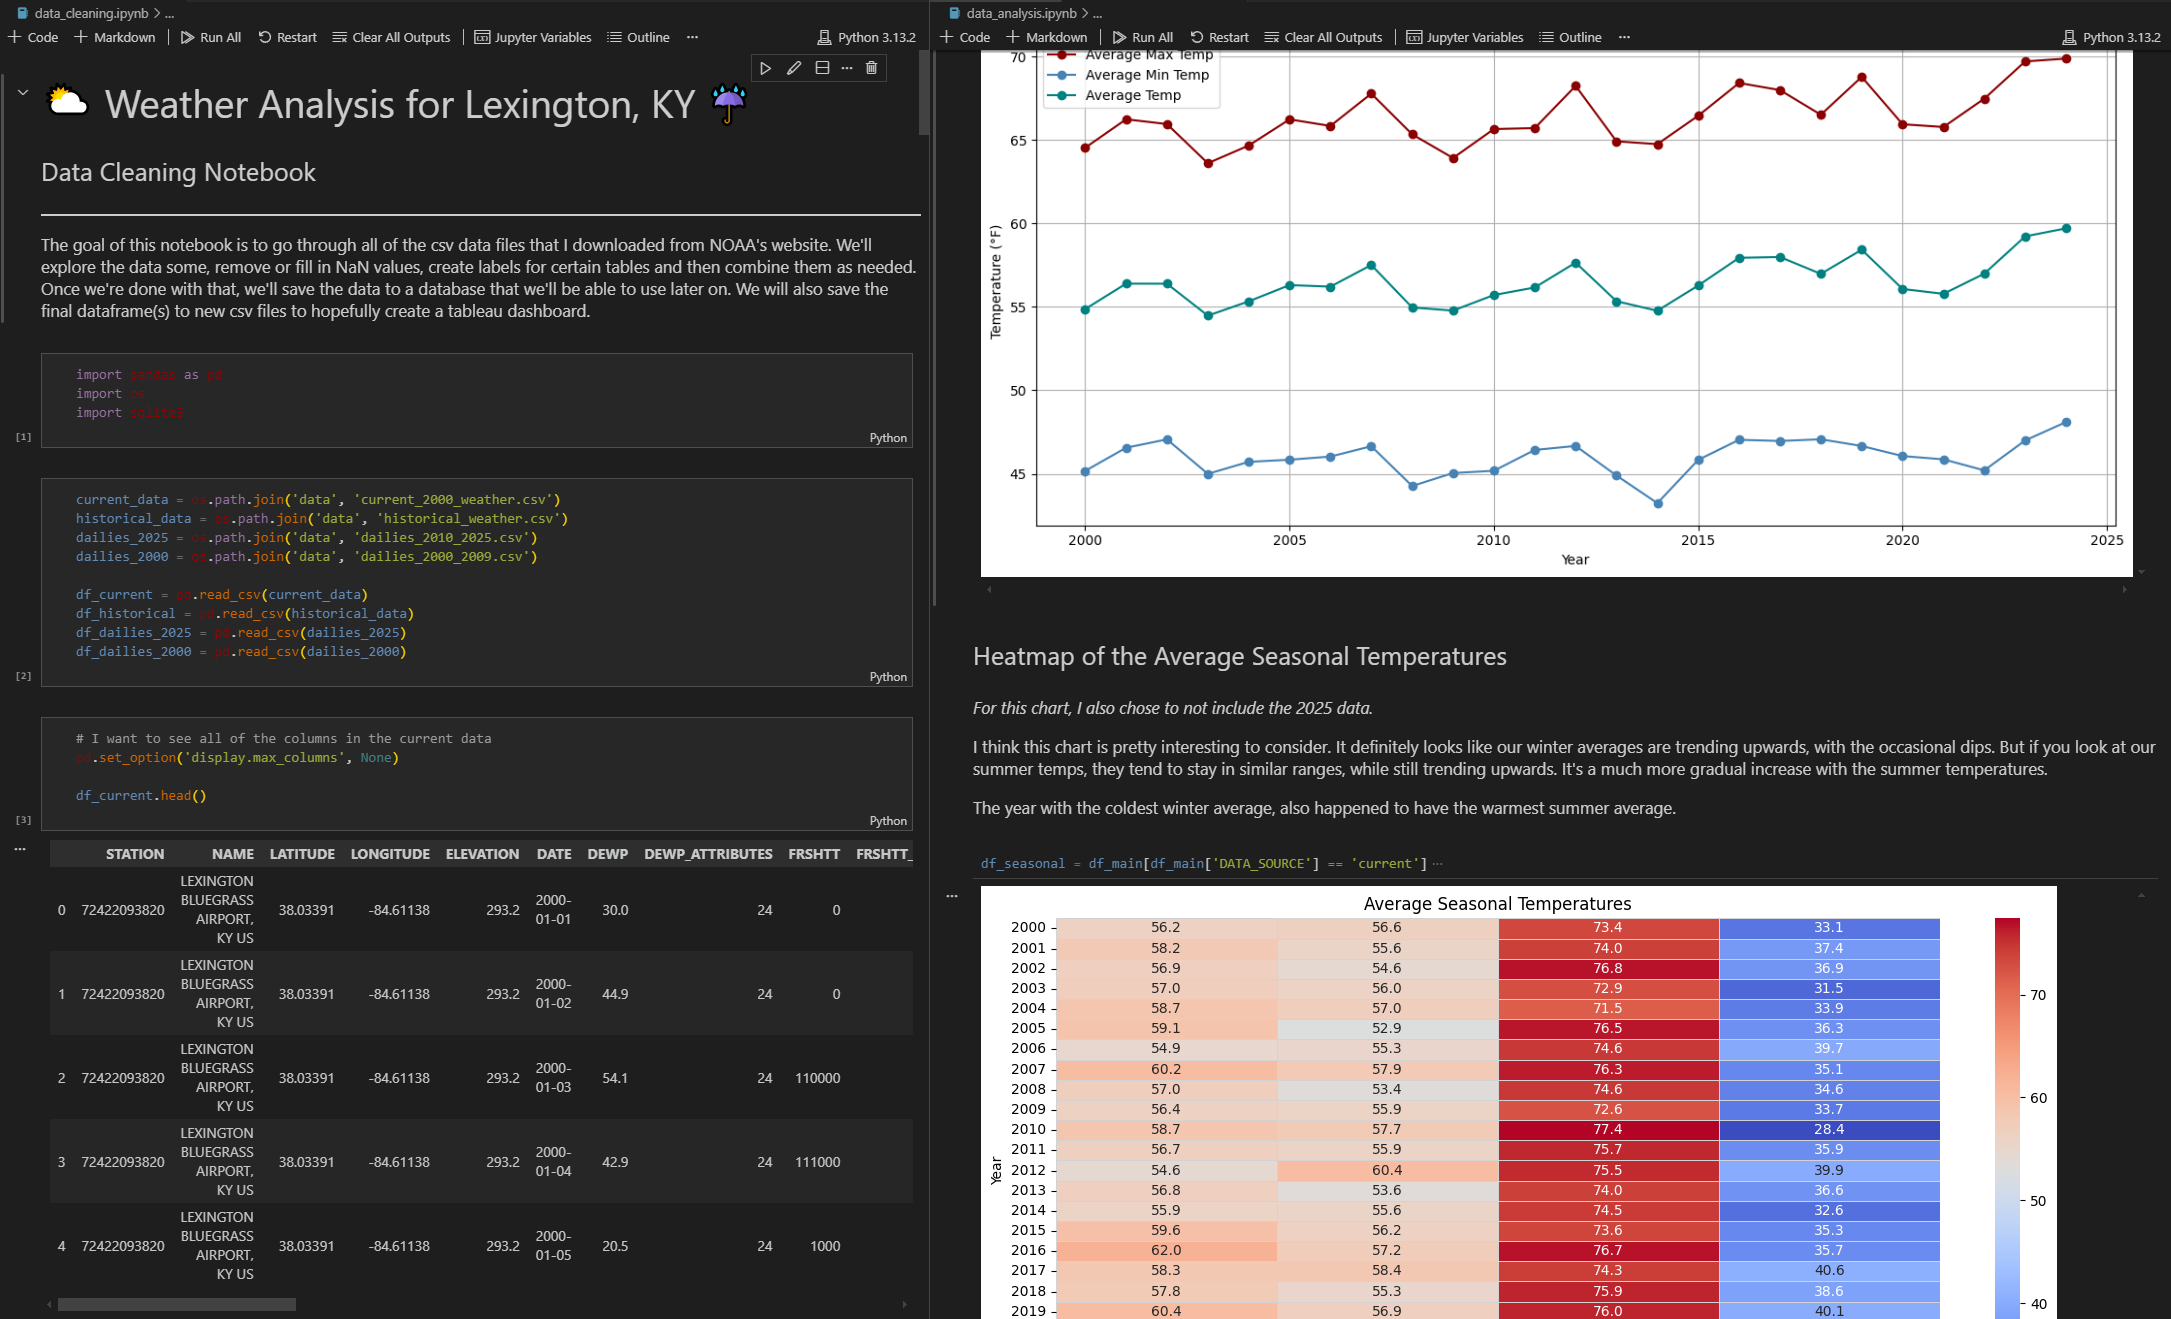 data_cleaning.ipynb > ...
+ Code + Markdown | Run All Restart Clear All Outputs | Jupyter Variables Outline ... Python 3.13.2
Weather Analysis for Lexington, KY
Data Cleaning Notebook
The goal of this notebook is to go through all of the csv data files that I downloaded from NOAA's website. We'll
explore the data some, remove or fill in NaN values, create labels for certain tables and then combine them as needed.
Once we're done with that, we'll save the data to a database that we'll be able to use later on. We will also save the
final dataframe(s) to new csv files to hopefully create a tableau dashboard.
import pandas as pd
import os
import sqlite3
[1] Python
current_data = os.path.join('data', 'current_2000_weather.csv')
historical_data = os.path.join('data', 'historical_weather.csv')
dailies_2025 = os.path.join('data', 'dailies_2010_2025.csv')
dailies_2000 = os.path.join('data', 'dailies_2000_2009.csv')
df_current = pd.read_csv(current_data)
df_historical = pd.read_csv(historical_data)
df_dailies_2025 = pd.read_csv(dailies_2025)
df_dailies_2000 = pd.read_csv(dailies_2000)
[2] Python
# I want to see all of the columns in the current data
pd.set_option('display.max_columns', None)
df_current.head()
[3] Python
...
STATION NAME LATITUDE LONGITUDE ELEVATION DATE DEWP DEWP_ATTRIBUTES FRSHTT FRSHTT_
LEXINGTON
BLUEGRASS 2000-
0 72422093820 AIRPORT, 38.03391 -84.61138 293.2 01-01 30.0 24 0
KY US
LEXINGTON
BLUEGRASS 2000-
1 72422093820 AIRPORT, 38.03391 -84.61138 293.2 01-02 44.9 24 0
KY US
LEXINGTON
BLUEGRASS 2000-
2 72422093820 AIRPORT, 38.03391 -84.61138 293.2 01-03 54.1 24 110000
KY US
LEXINGTON
BLUEGRASS 2000-
3 72422093820 AIRPORT, 38.03391 -84.61138 293.2 01-04 42.9 24 111000
KY US
LEXINGTON
BLUEGRASS 2000-
4 72422093820 AIRPORT, 38.03391 -84.61138 293.2 01-05 20.5 24 1000
KY US
data_analysis.ipynb > ...
+ Code + Markdown | Run All Restart Clear All Outputs | Jupyter Variables Outline ... Python 3.13.2
Average Max Temp
Average Min Temp
Average Temp
Temperature (°F)
70
65
60
55
50
45
2000 2005 2010 2015 2020 2025
Year
Heatmap of the Average Seasonal Temperatures
For this chart, I also chose to not include the 2025 data.
I think this chart is pretty interesting to consider. It definitely looks like our winter averages are trending upwards, with the occasional dips. But if you look at our
summer temps, they tend to stay in similar ranges, while still trending upwards. It's a much more gradual increase with the summer temperatures.
The year with the coldest winter average, also happened to have the warmest summer average.
df_seasonal = df_main[df_main['DATA_SOURCE'] == 'current'] ...
...
Average Seasonal Temperatures
Year
2000 56.2 56.6 73.4 33.1
2001 58.2 55.6 74.0 37.4
2002 56.9 54.6 76.8 36.9
2003 57.0 56.0 72.9 31.5
2004 58.7 57.0 71.5 33.9
2005 59.1 52.9 76.5 36.3
2006 54.9 55.3 74.6 39.7
2007 60.2 57.9 76.3 35.1
2008 57.0 53.4 74.6 34.6
2009 56.4 55.9 72.6 33.7
2010 58.7 57.7 77.4 28.4
2011 56.7 55.9 75.7 35.9
2012 54.6 60.4 75.5 39.9
2013 56.8 53.6 74.0 36.6
2014 55.9 55.6 74.5 32.6
2015 59.6 56.2 73.6 35.3
2016 62.0 57.2 76.7 35.7
2017 58.3 58.4 74.3 40.6
2018 57.8 55.3 75.9 38.6
2019 60.4 56.9 76.0 40.1
70
60
50
40